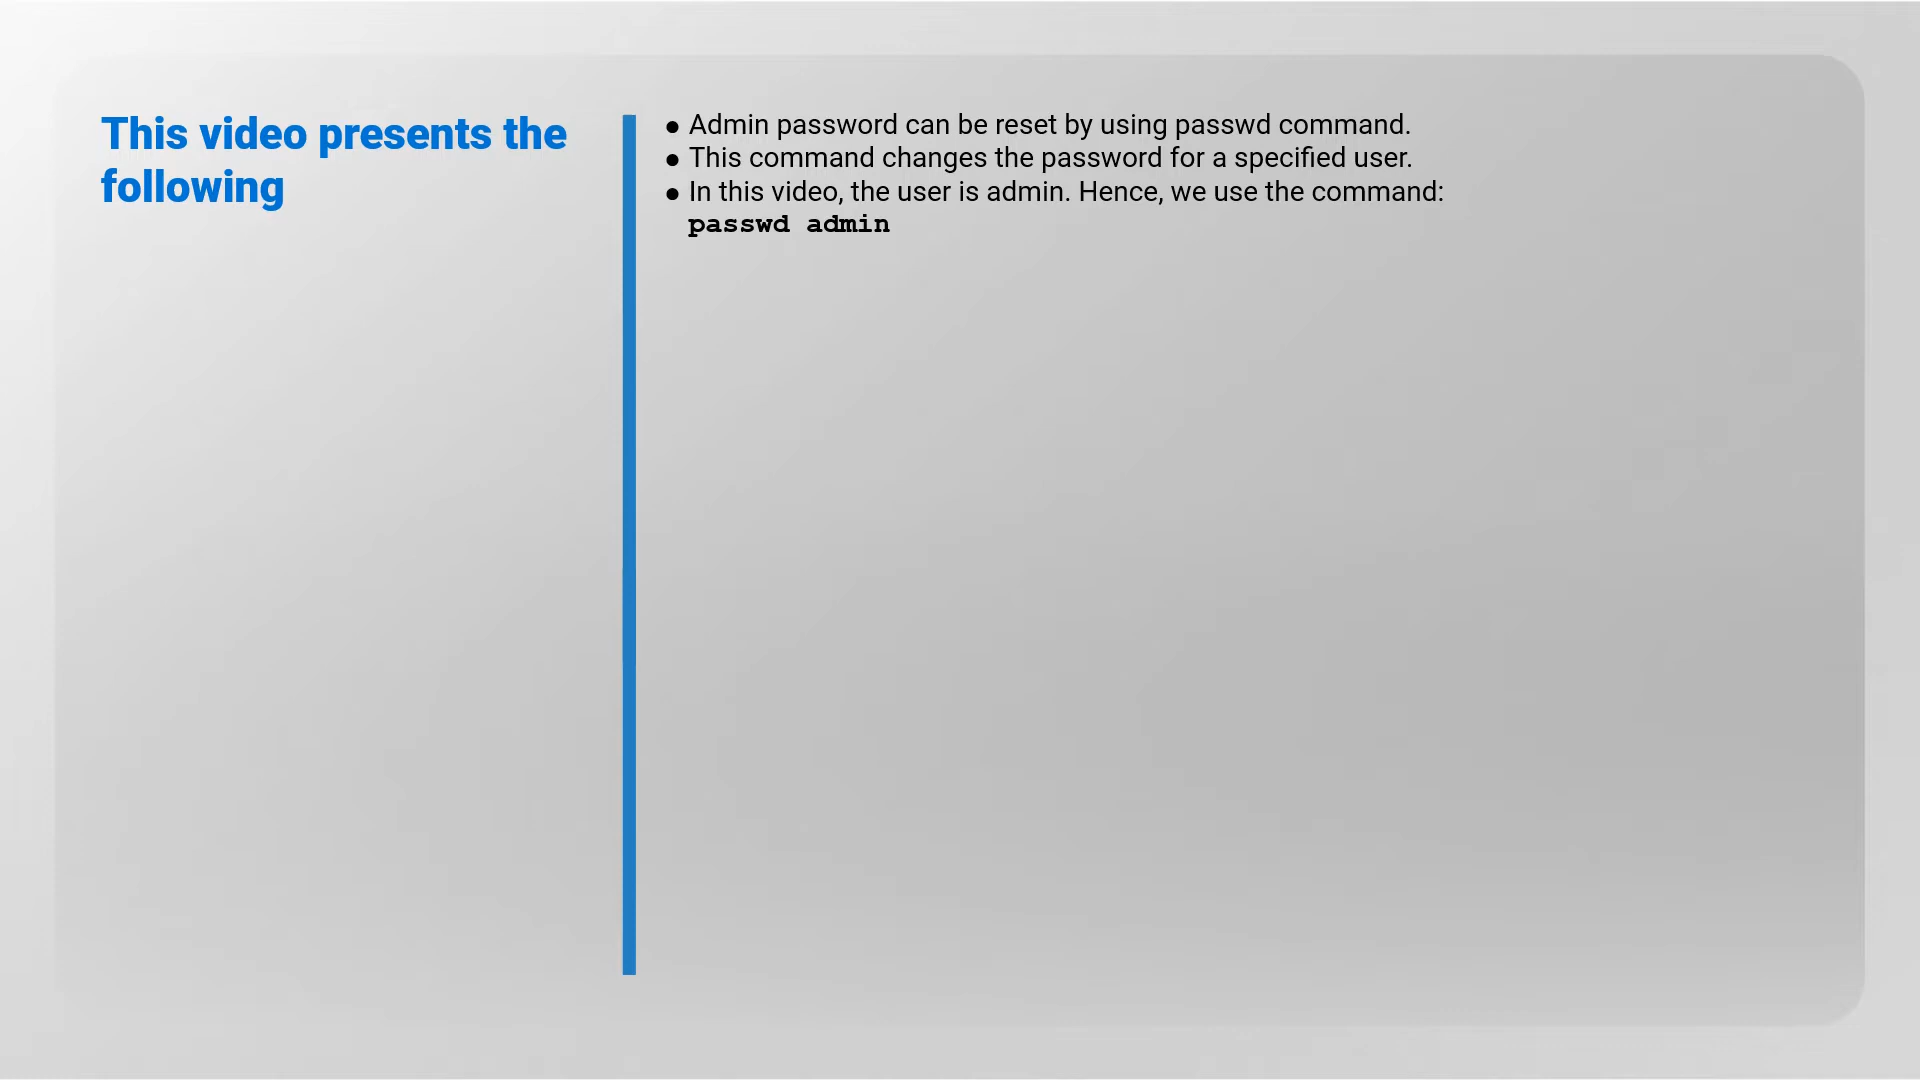 This video presents the
following
● Admin password can be reset by using passwd command.
● This command changes the password for a specified user.
● In this video, the user is admin. Hence, we use the command:
passwd admin